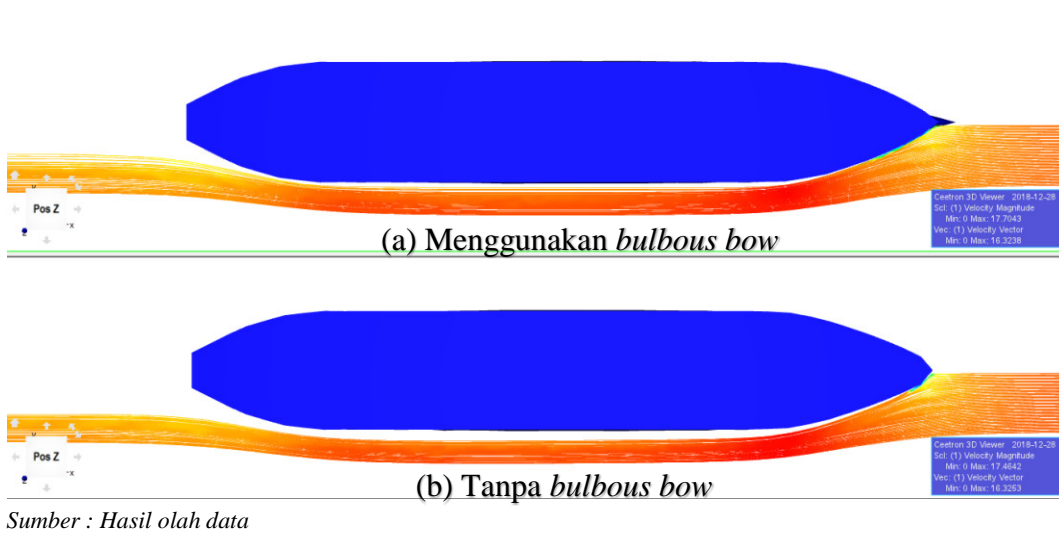 Pos Z
x
Ceetron 3D Viewer 2018-12-28
Scl: (1) Velocity Magnitude
Min: 0 Max: 17.7043
Vec: (1) Velocity Vector
Min: 0 Max: 16.3238
(a) Menggunakan bulbous bow
Pos Z
x
Ceetron 3D Viewer 2018-12-28
Scl: (1) Velocity Magnitude
Min: 0 Max: 17.4642
Vec: (1) Velocity Vector
Min: 0 Max: 16.3253
(b) Tanpa bulbous bow
Sumber : Hasil olah data